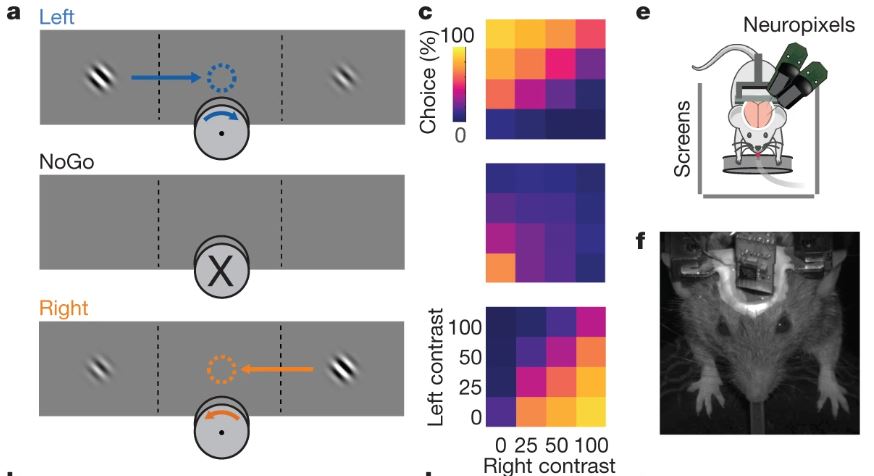 a
Left
NoGo
X
Right
c
Choice (%)
100
0
Left contrast
100
50
25
0
0 25 50 100
Right contrast
e
Neuropixels
Screens
f